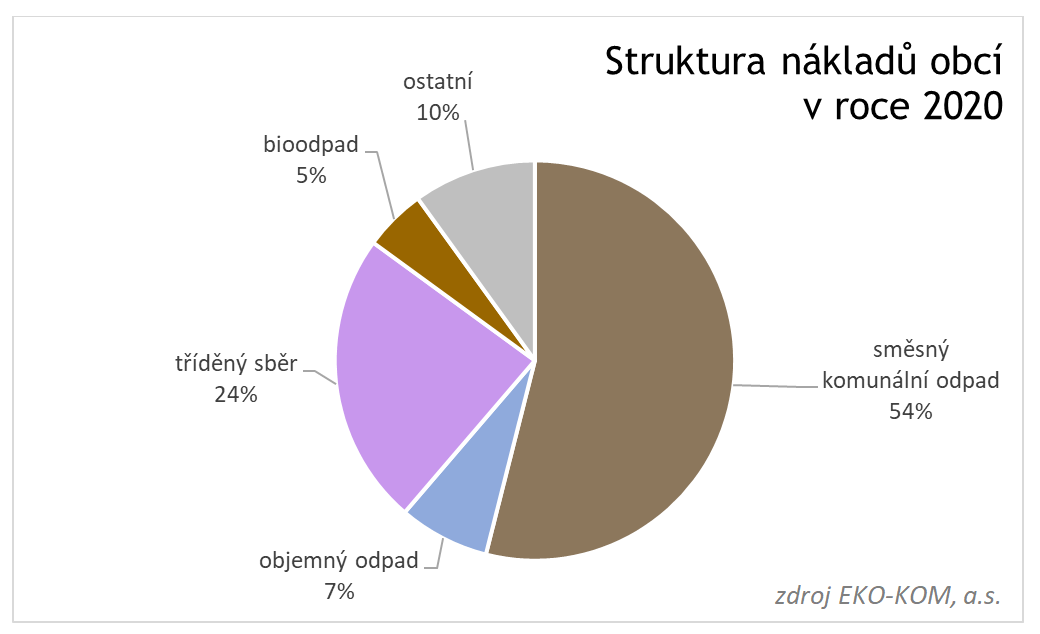 Struktura nákladů obcí
v roce 2020
ostatní
10%
bioodpad
5%
tříděný sběr
24%
směsný
komunální odpad
54%
objemný odpad
7%
zdroj EKO-KOM, a.s.